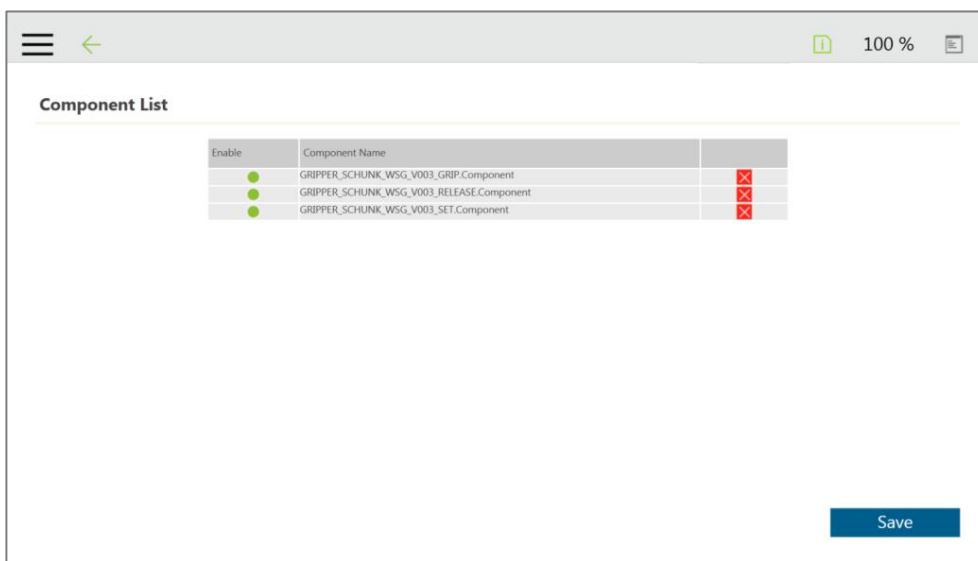 100 %
Component List
Enable Component Name
GRIPPER_SCHUNK_WSG_V003_GRIP.Component
GRIPPER_SCHUNK_WSG_V003_RELEASE.Component
GRIPPER_SCHUNK_WSG_V003_SET.Component
Save